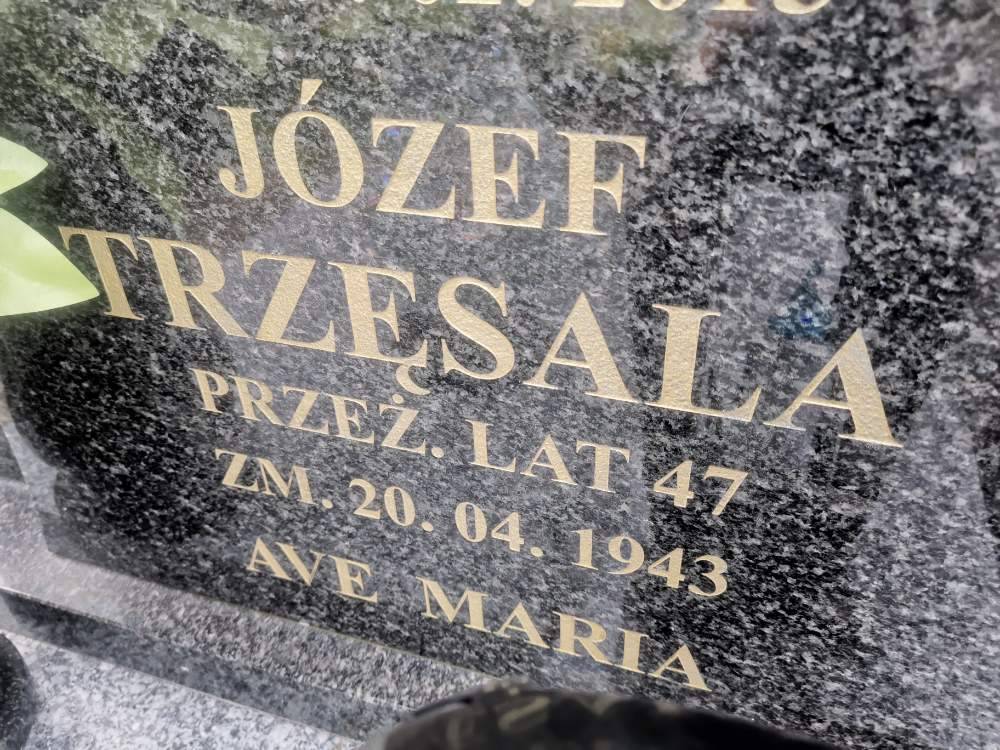 JÓZEF
TRZĘSALA
PRZEŻ. LAT 47
ZM. 20. 04. 1943
AVE MARIA